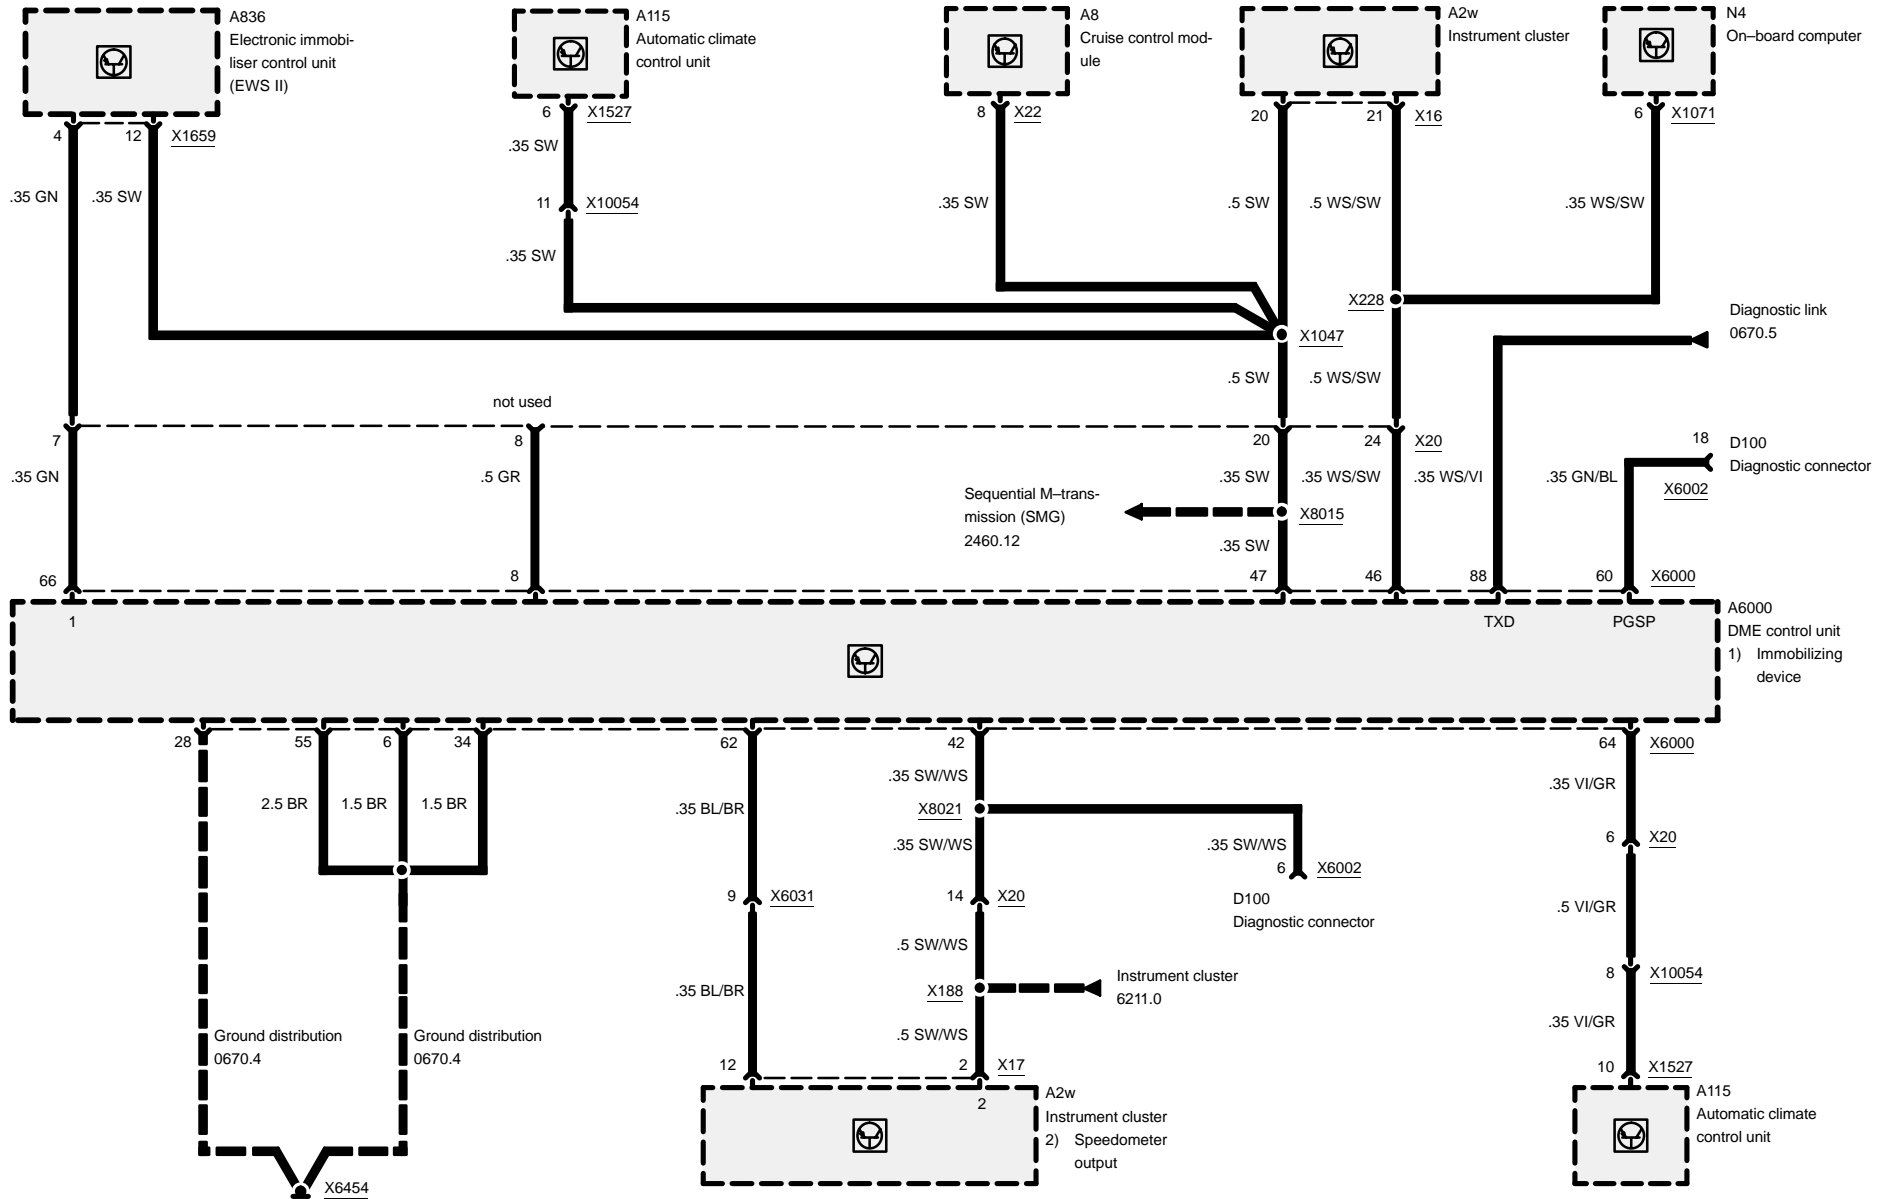 A836
Electronic immobi-
liser control unit
(EWS II)
A115
Automatic climate
control unit
A8
Cruise control mod-
ule
A2w
Instrument cluster
N4
On–board computer
4
12
X1659
6
X1527
8
X22
20
21
X16
6
X1071
.35 SW
.35 GN
.35 SW
11
X10054
.35 SW
.5 SW
.5 WS/SW
.35 WS/SW
.35 SW
X228
Diagnostic link
0670.5
X1047
.5 SW
.5 WS/SW
not used
7
8
20
24
X20
18
D100
Diagnostic connector
X6002
.35 GN
.5 GR
.35 SW
.35 WS/SW
.35 WS/VI
.35 GN/BL
Sequential M–trans-
mission (SMG)
2460.12
X8015
.35 SW
66
8
47
46
88
60
X6000
1
TXD
PGSP
A6000
DME control unit
1) Immobilizing
device
28
55
6
34
62
42
64
X6000
2.5 BR
1.5 BR
1.5 BR
.35 BL/BR
.35 SW/WS
X8021
.35 SW/WS
.35 SW/WS
6
X6002
D100
Diagnostic connector
.35 VI/GR
6
X20
9
X6031
14
X20
.5 VI/GR
.5 SW/WS
8
X10054
.35 BL/BR
X188
Instrument cluster
6211.0
.35 VI/GR
.5 SW/WS
Ground distribution
0670.4
Ground distribution
0670.4
12
2
X17
10
X1527
2
A2w
Instrument cluster
2) Speedometer
output
A115
Automatic climate
control unit
X6454